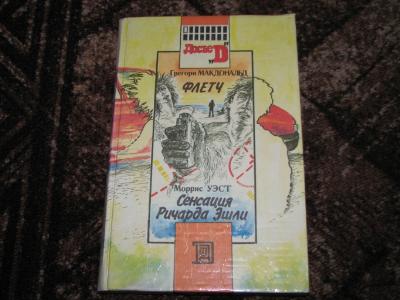 Досье „D"
Грегори МАКДОНАЛЬД
ФЛЕТЧ
Моррис УЭСТ
Сенсация
Ричарда Эшли